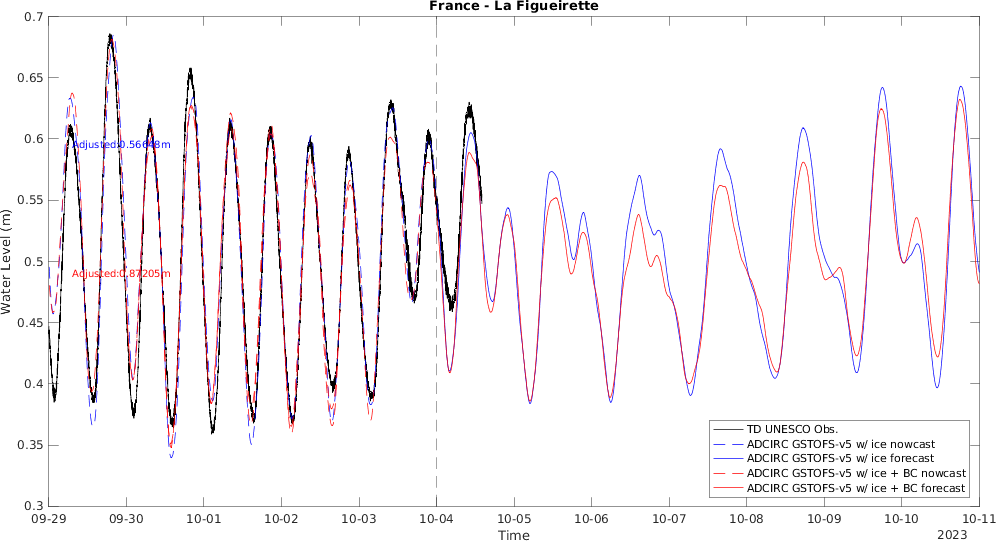 France - La Figueirette
Water Level (m)
0.7
0.65
0.6
0.55
0.5
0.45
0.4
0.35
0.3
Adjusted:0.56648m
Adjusted:0.87205m
TD UNESCO Obs.
ADCIRC GSTOFS-v5 w/ ice nowcast
ADCIRC GSTOFS-v5 w/ ice forecast
ADCIRC GSTOFS-v5 w/ ice + BC nowcast
ADCIRC GSTOFS-v5 w/ ice + BC forecast
09-29 09-30 10-01 10-02 10-03 10-04 10-05 10-06 10-07 10-08 10-09 10-10 10-11
Time
2023